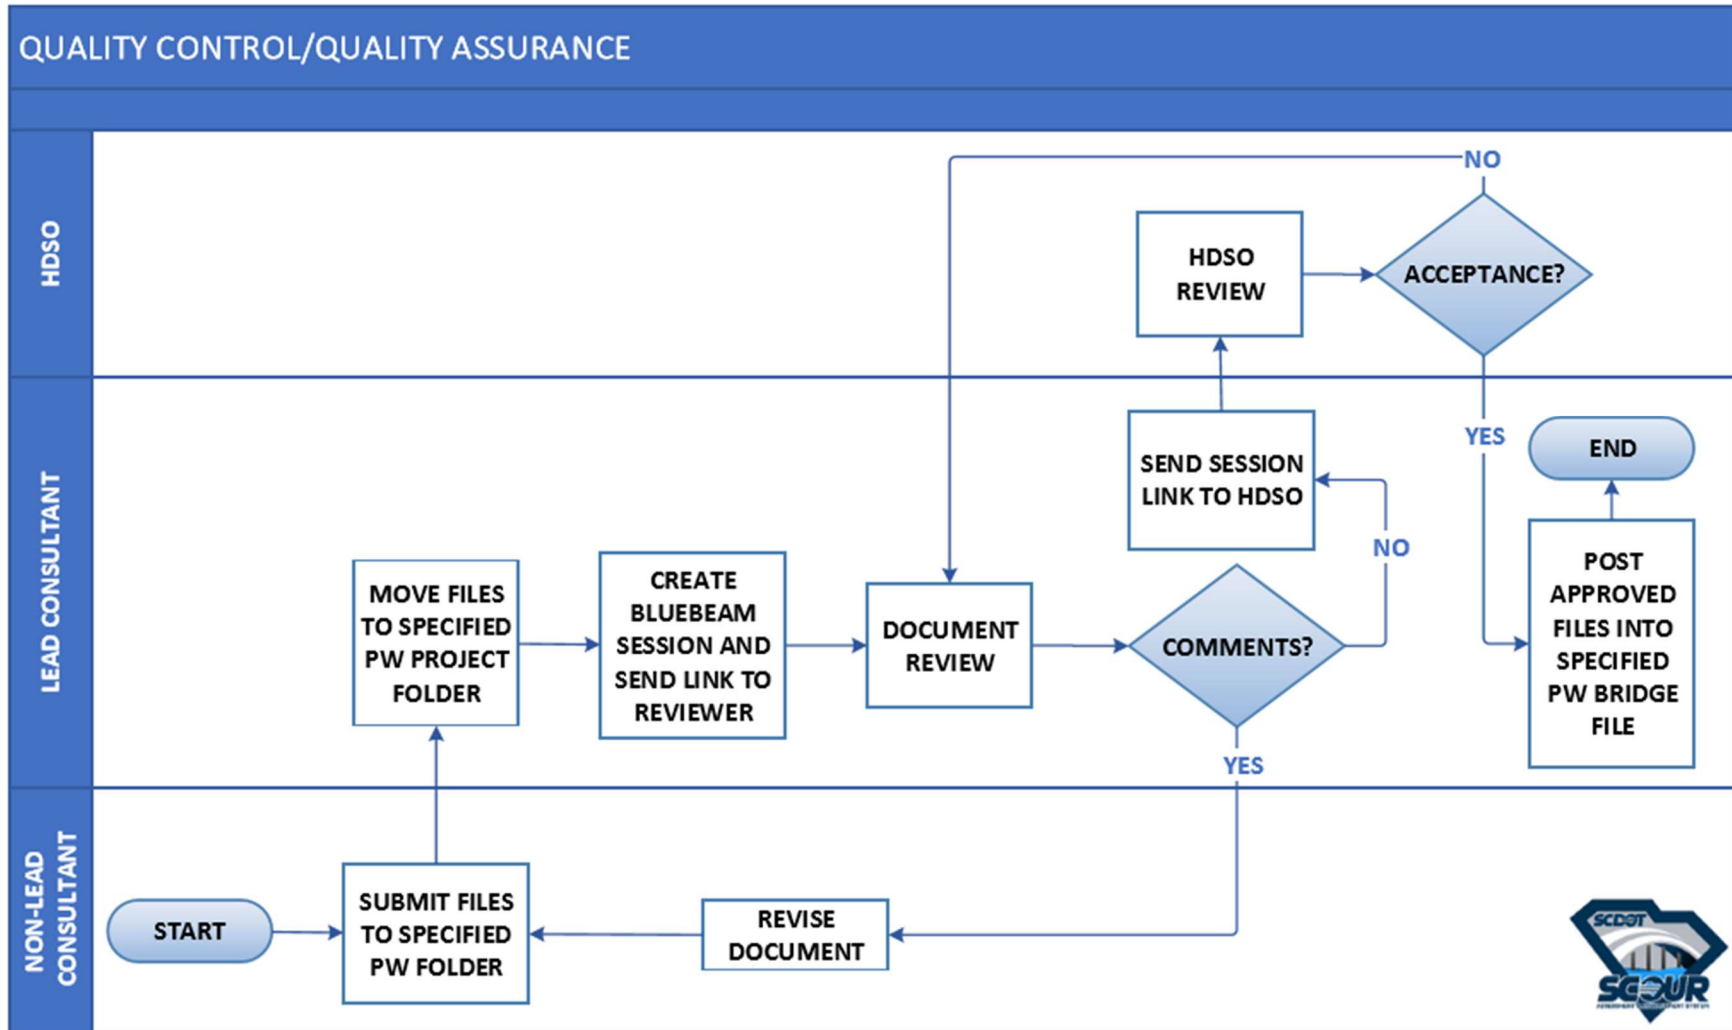 QUALITY CONTROL/QUALITY ASSURANCE
HDSO
NO
HDSO
REVIEW
ACCEPTANCE?
LEAD CONSULTANT
YES
END
SEND SESSION
LINK TO HDSO
NO
MOVE FILES
TO SPECIFIED
PW PROJECT
FOLDER
CREATE
BLUEBEAM
SESSION AND
SEND LINK TO
REVIEWER
DOCUMENT
REVIEW
COMMENTS?
POST
APPROVED
FILES INTO
SPECIFIED
PW BRIDGE
FILE
YES
NON-LEAD
CONSULTANT
START
SUBMIT FILES
TO SPECIFIED
PW FOLDER
REVISE
DOCUMENT
SCDOT
SCOUR